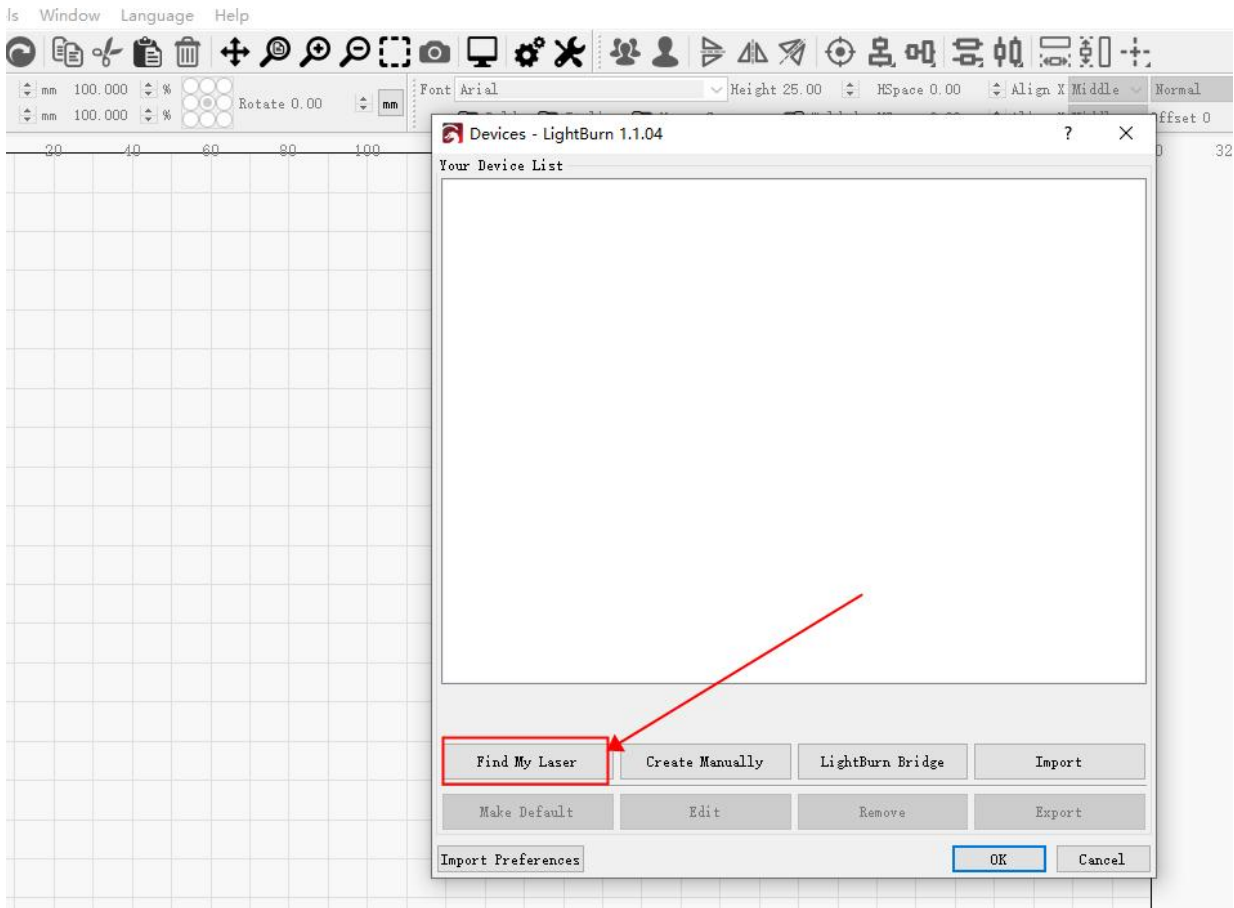 ls Window Language Help
mm 100.000 % Rotate 0.00 mm Font Arial Height 25.00 HSpace 0.00 Align X Middle Normal
mm 100.000 % Offset 0
Devices - LightBurn 1.1.04 ? ×
20 40 60 80 100 32
Your Device List
Find My Laser Create Manually LightBurn Bridge Import
Make Default Edit Remove Export
Import Preferences OK Cancel